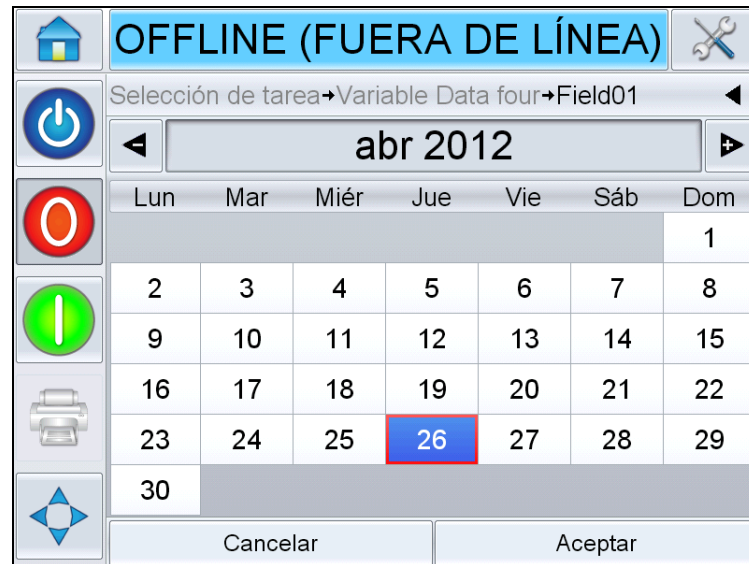 OFFLINE (FUERA DE LÍNEA)
Selección de tarea→Variable Data four→Field01
abr 2012
Lun Mar Miér Jue Vie Sáb Dom
1
2 3 4 5 6 7 8
9 10 11 12 13 14 15
16 17 18 19 20 21 22
23 24 25 26 27 28 29
30
Cancelar Aceptar